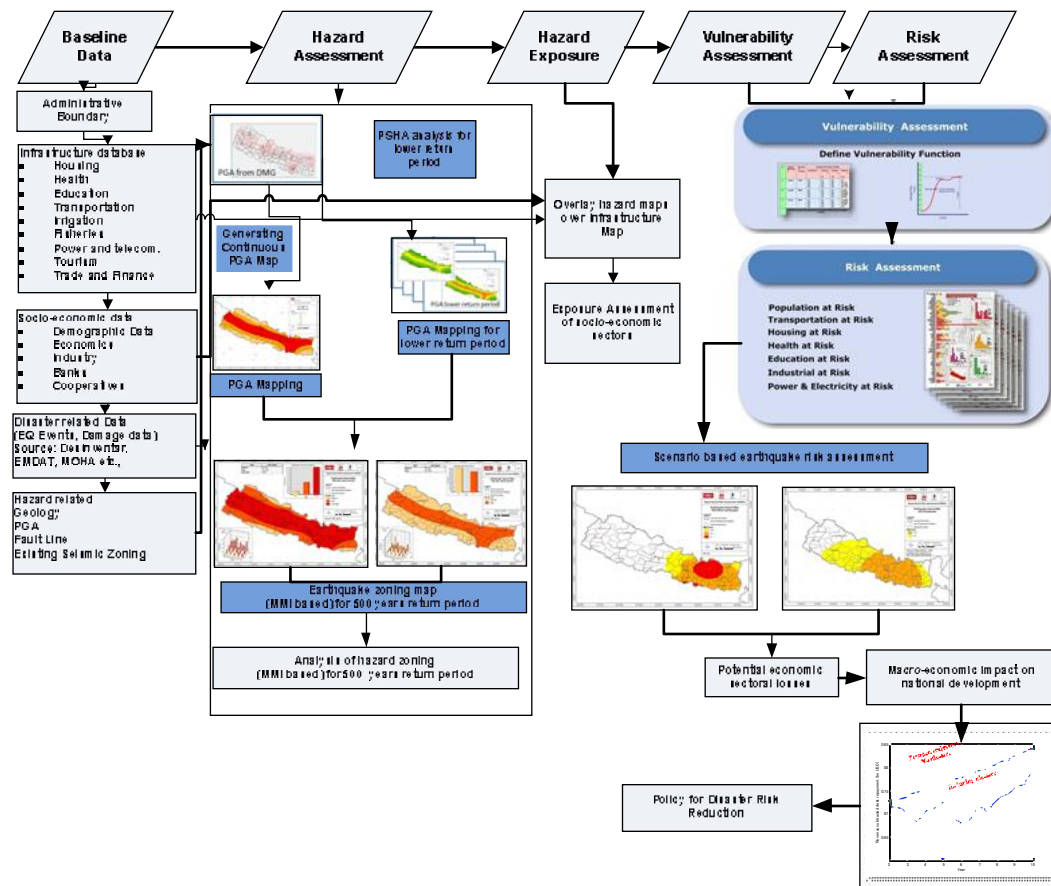 Baseline
Data
Hazard
Assessment
Hazard
Exposure
Vulnerability
Assessment
Risk
Assessment
Administrative
Boundary
Infrastructure database
▪ Housing
▪ Health
▪ Education
▪ Transportation
▪ Irrigation
▪ Fisheries
▪ Power and telecom.
▪ Tourism
▪ Trade and Finance
Socio-economic data
▪ Demographic Data
▪ Economics
▪ Industry
▪ Banks
▪ Cooperatives
Disaster related Data
(EQ Events, Damage data)
Source: Desinventar,
EMDAT, MOHA etc.,
Hazard related
Geology
PGA
Fault Line
Existing Seismic Zoning
PGA from DMG
PSHA analysis for
lower return
period
Generating
Continuous
PGA Map
PGA lower return period
PGA Mapping for
lower return period
PGA Mapping
Earthquake zoning map
(MMI based) for 500 years return period
Analysis of hazard zoning
(MMI based) for 500 years return period
Overlay hazard maps
over Infrastructure
Map
Exposure Assessment
of socio-economic
sectors
Vulnerability Assessment
Define Vulnerability Function
Risk Assessment
Population at Risk
Transportation at Risk
Housing at Risk
Health at Risk
Education at Risk
Industrial at Risk
Power & Electricity at Risk
Scenario based earthquake risk assessment
Potential economic
sectoral losses
Macro-economic impact on
national development
Policy for Disaster Risk
Reduction
Year